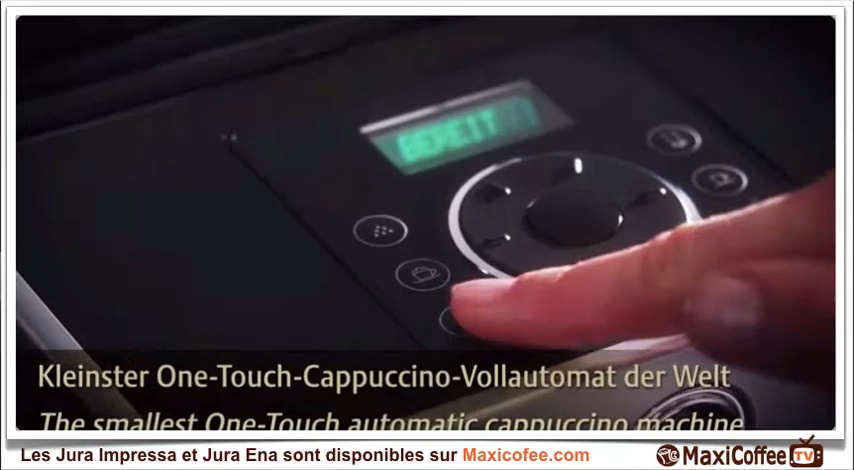 BEREIT
Kleinster One-Touch-Cappuccino-Vollautomat der Welt
The smallest One-Touch automatic cappuccino machine
Les Jura Impressa et Jura Ena sont disponibles sur Maxicofee.com
MaxiCoffee TV